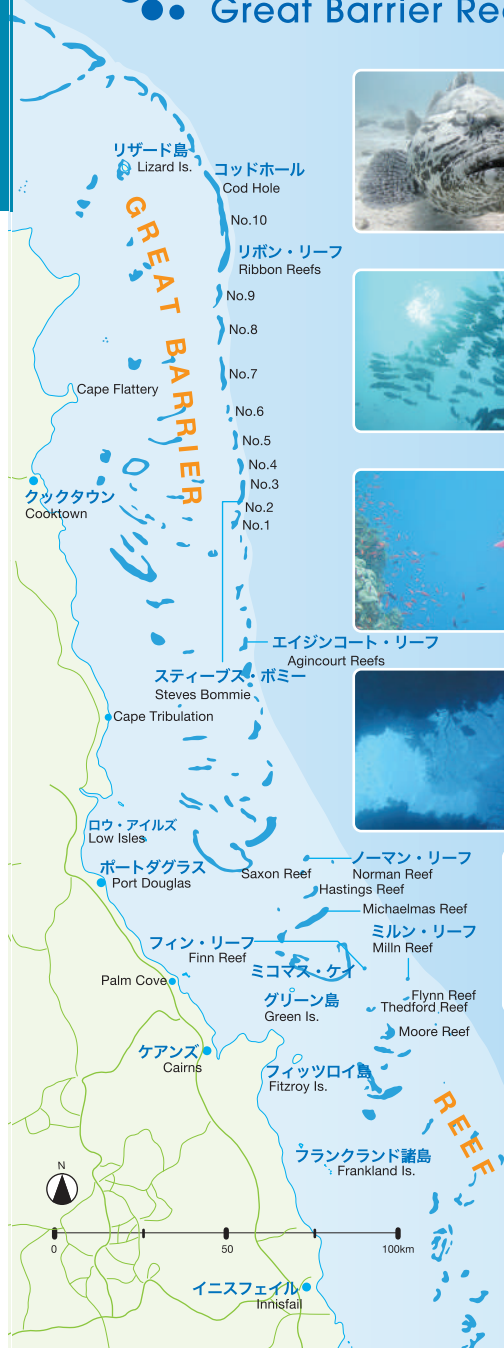 Great Barrier Ree
リザード島
Lizard Is.
コッドホール
Cod Hole
No.10
リボン・リーフ
Ribbon Reefs
GREAT BARRIER
No.9
No.8
No.7
Cape Flattery
No.6
No.5
No.4
No.3
クックタウン
Cooktown
No.2
No.1
エイジンコート・リーフ
Agincourt Reefs
スティーブス・ボミー
Steves Bommie
Cape Tribulation
ロウ・アイルズ
Low Isles
ポートダグラス
Port Douglas
ノーマン・リーフ
Norman Reef
Saxon Reef
Hastings Reef
Michaelmas Reef
ミルン・リーフ
Milln Reef
フィン・リーフ
Finn Reef
ミコマス・ケイ
Palm Cove
グリーン島
Green Is.
Flynn Reef
Thedford Reef
Moore Reef
ケアンズ
Cairns
フィッツロイ島
Fitzroy Is.
REEF
フランクランド諸島
Frankland Is.
N
0 50 100km
イニスフェイル
Innisfail